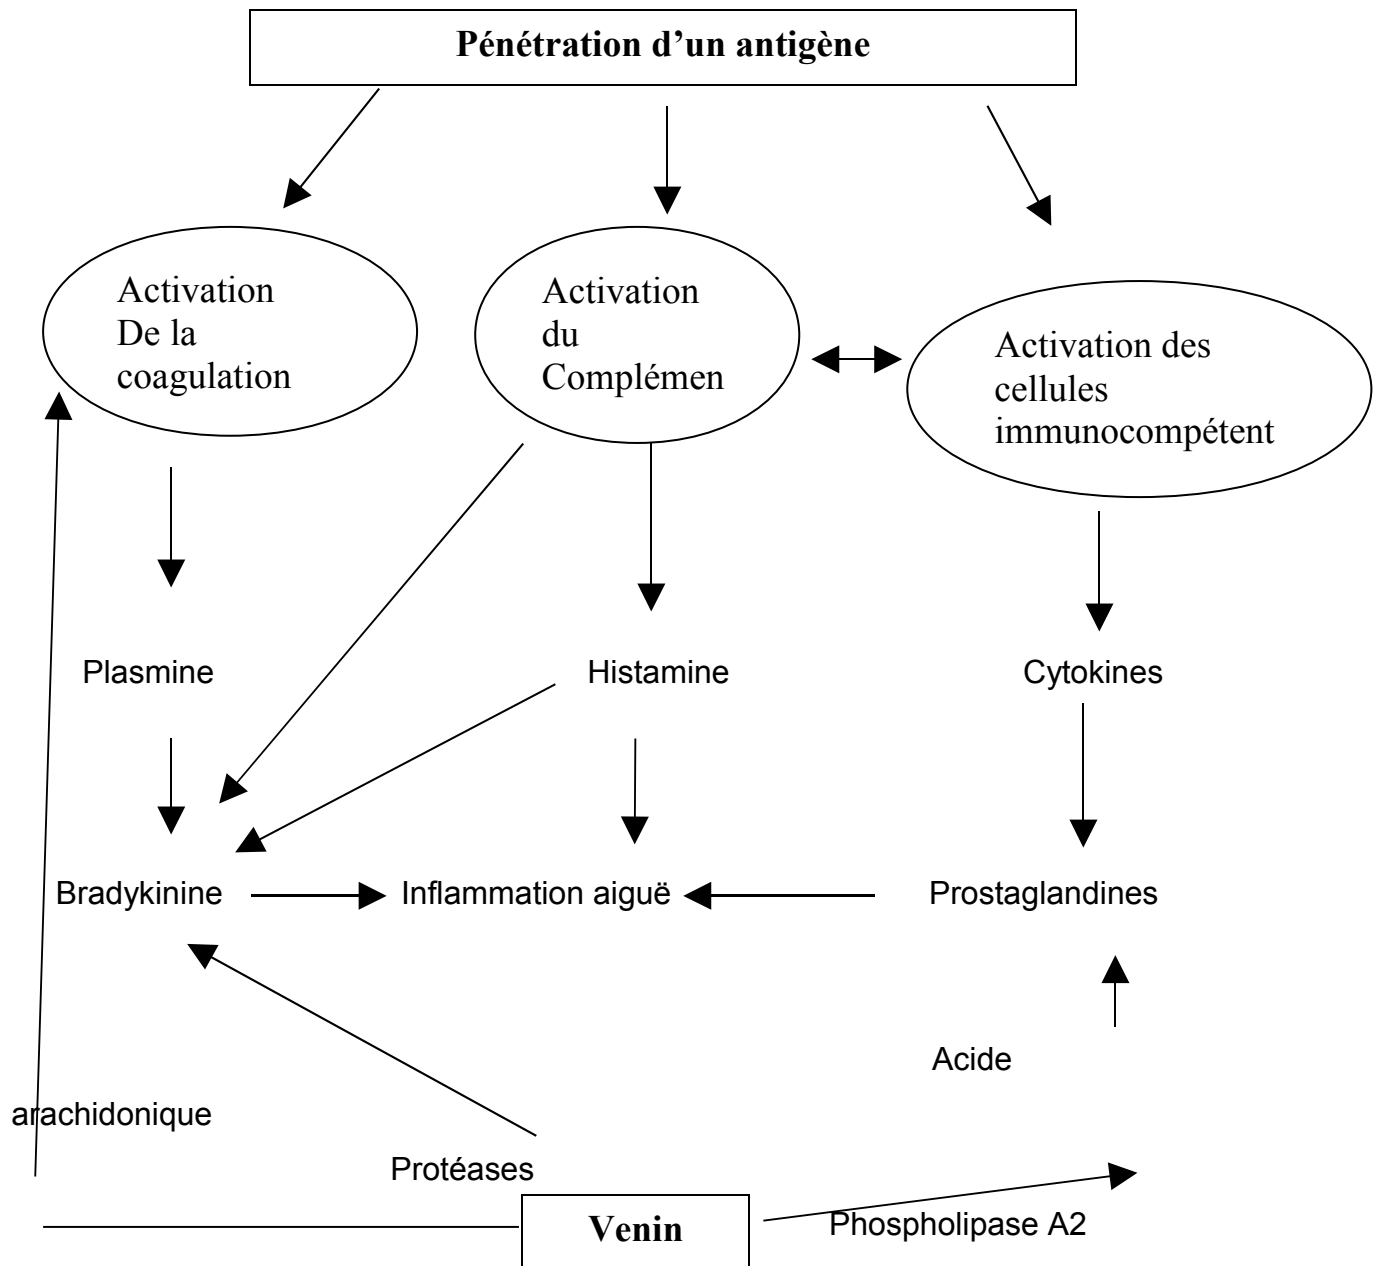 Pénétration d’un antigène
Activation
De la
coagulation
Activation
du
Complémen
Activation des
cellules
immunocompétent
Plasmine
Histamine
Cytokines
Bradykinine
Inflammation aiguë
Prostaglandines
Acide
arachidonique
Protéases
Venin
Phospholipase A2